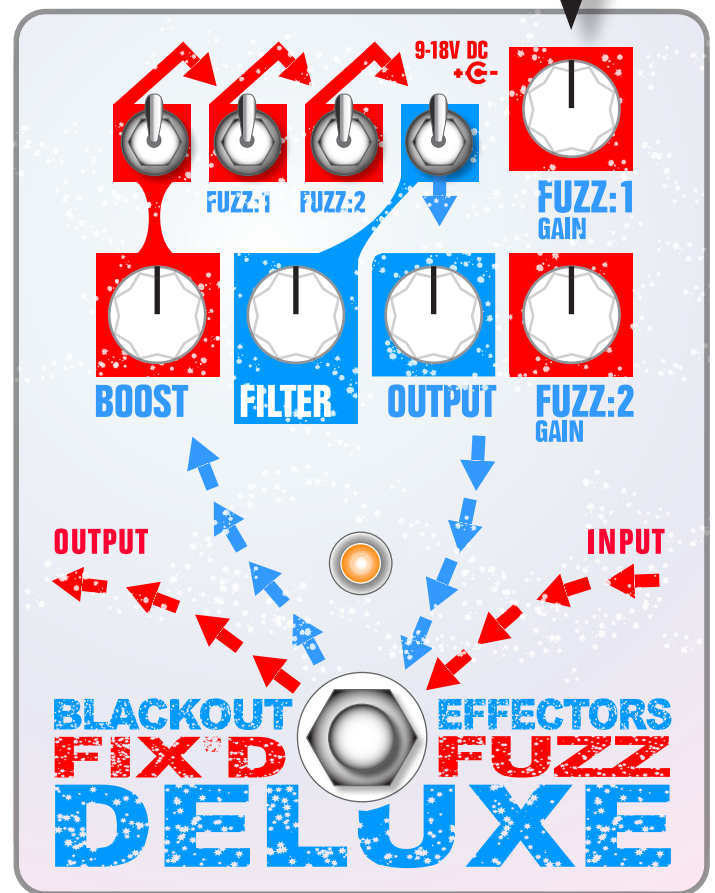 9-18V DC
+ -
FUZZ:1 FUZZ:2
FUZZ:1
GAIN
BOOST FILTER OUTPUT FUZZ:2
GAIN
OUTPUT INPUT
BLACKOUT EFFECTORS
FIX'D FUZZ
DELUXE